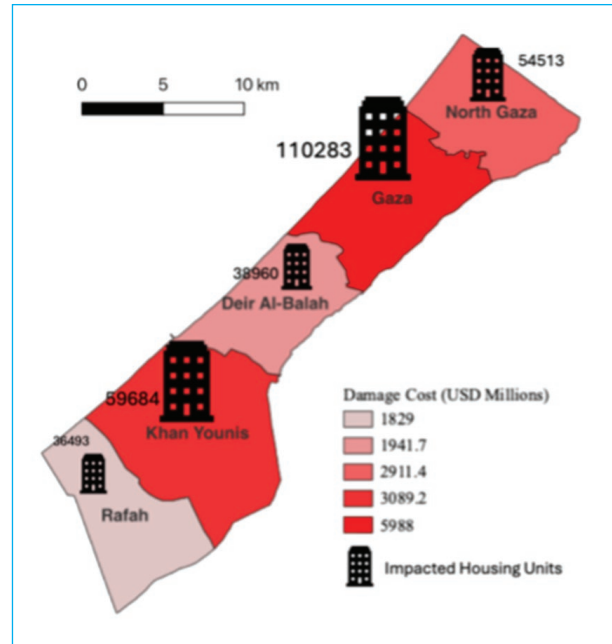 0 5 10 km
54513
North Gaza
110283
Gaza
38960
Deir Al-Balah
59684
Khan Younis
36493
Rafah
Damage Cost (USD Millions)
1829
1941.7
2911.4
3089.2
5988
Impacted Housing Units